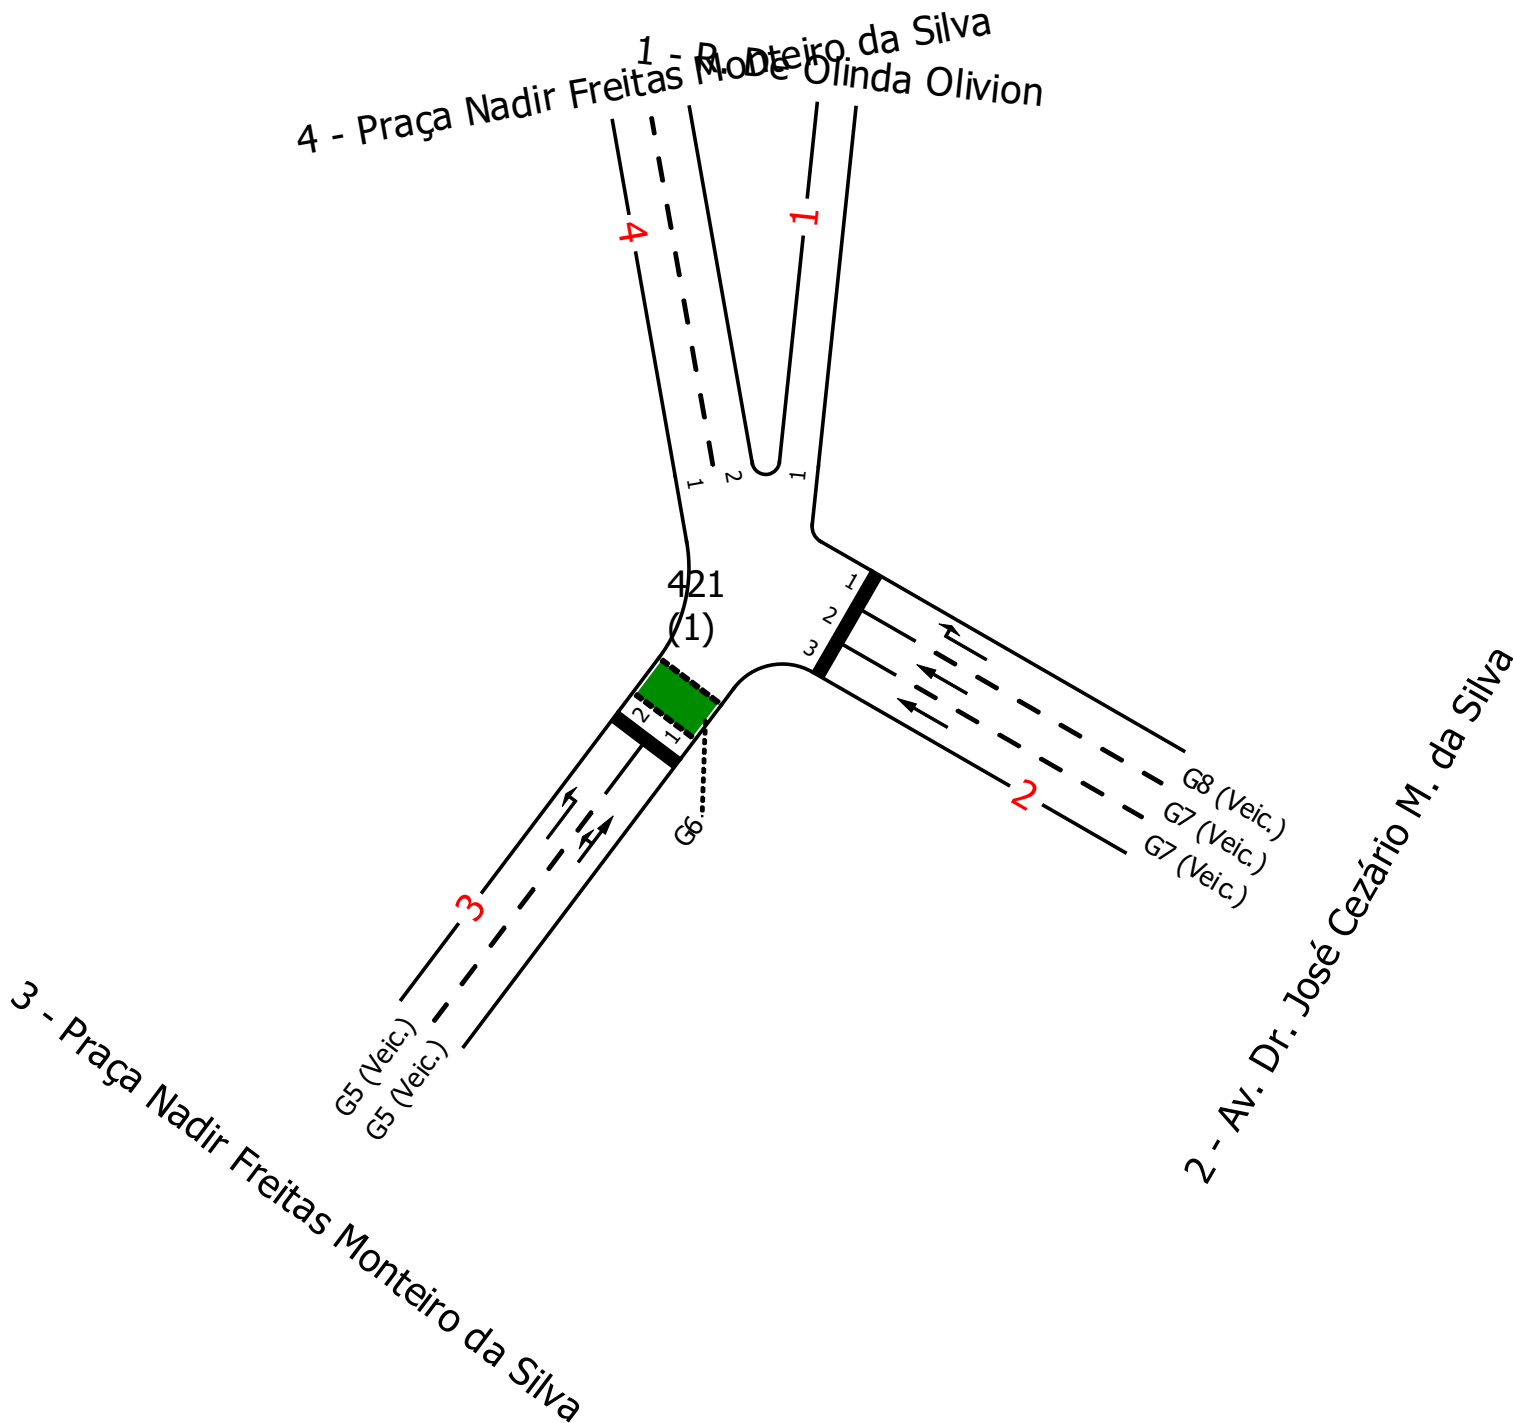 1 - R. De Olinda Olivion
4 - Praça Nadir Freitas Monteiro da Silva
4
1
1
2
1
421
(1)
1
2
3
2
1
G6
3
2
G8 (Veic.)
G7 (Veic.)
G7 (Veic.)
G5 (Veic.)
G5 (Veic.)
2 - Av. Dr. José Cezário M. da Silva
3 - Praça Nadir Freitas Monteiro da Silva